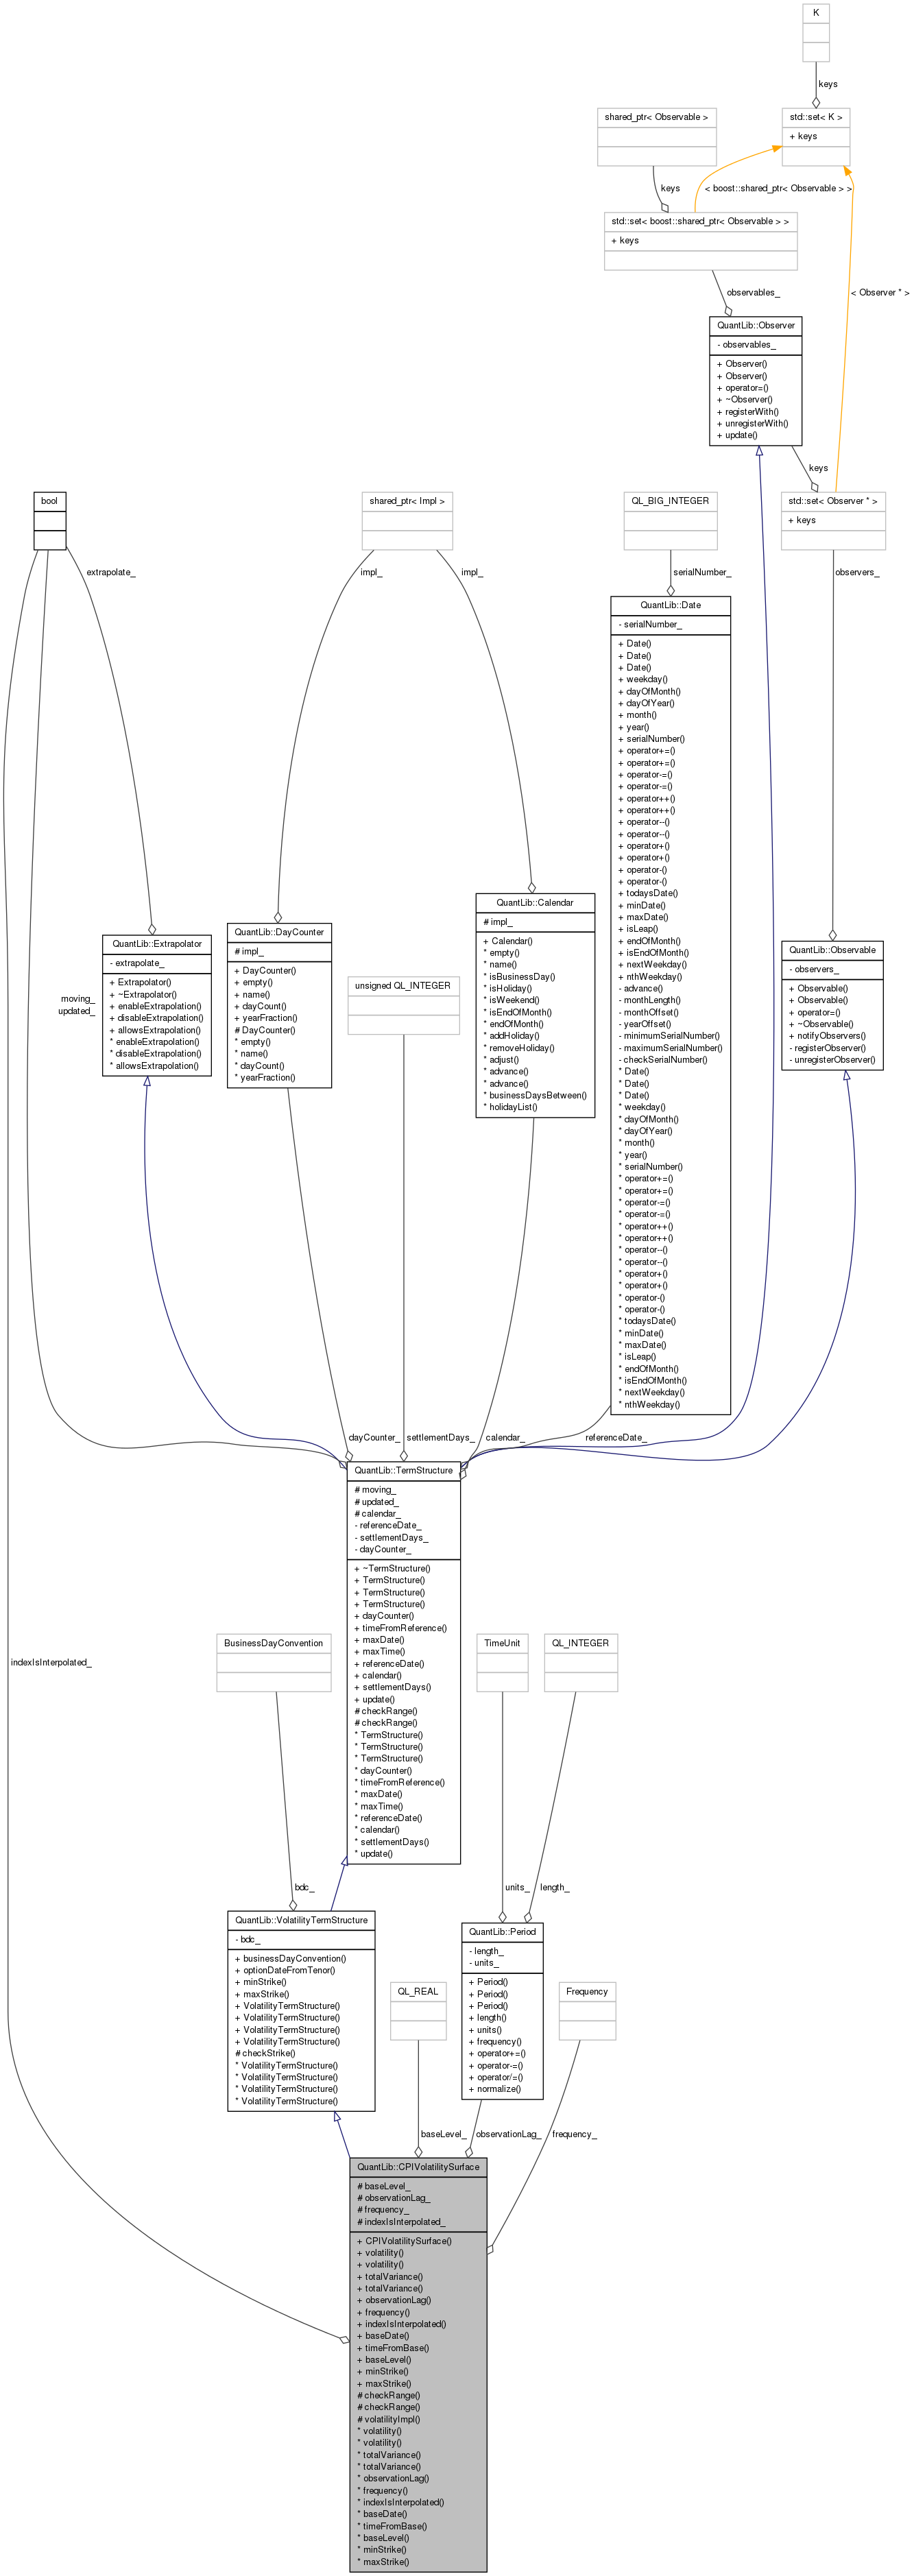 K
keys
shared_ptr< Observable >
std::set< K >
+ keys
keys
< boost::shared_ptr< Observable > >
std::set< boost::shared_ptr< Observable > >
+ keys
observables_
< Observer * >
QuantLib::Observer
- observables_
+ Observer()
+ Observer()
+ operator=()
+ ~Observer()
+ registerWith()
+ unregisterWith()
+ update()
keys
bool
shared_ptr< Impl >
QL_BIG_INTEGER
std::set< Observer * >
+ keys
extrapolate_
impl_
impl_
serialNumber_
observers_
QuantLib::Date
- serialNumber_
+ Date()
+ Date()
+ Date()
+ weekday()
+ dayOfMonth()
+ dayOfYear()
+ month()
+ year()
+ serialNumber()
+ operator+=()
+ operator+=()
+ operator-=()
+ operator-=()
+ operator++()
+ operator++()
+ operator--()
+ operator--()
+ operator+()
+ operator+()
+ operator-()
+ operator-()
+ todaysDate()
+ minDate()
+ maxDate()
+ isLeap()
+ endOfMonth()
+ isEndOfMonth()
+ nextWeekday()
+ nthWeekday()
- advance()
- monthLength()
- monthOffset()
- yearOffset()
- minimumSerialNumber()
- maximumSerialNumber()
- checkSerialNumber()
* Date()
* Date()
* Date()
* weekday()
* dayOfMonth()
* dayOfYear()
* month()
* year()
* serialNumber()
* operator+=()
* operator+=()
* operator-=()
* operator-=()
* operator++()
* operator++()
* operator--()
* operator--()
* operator+()
* operator+()
* operator-()
* operator-()
* todaysDate()
* minDate()
* maxDate()
* isLeap()
* endOfMonth()
* isEndOfMonth()
* nextWeekday()
* nthWeekday()
QuantLib::Calendar
# impl_
+ Calendar()
* empty()
* name()
* isBusinessDay()
* isHoliday()
* isWeekend()
* isEndOfMonth()
* endOfMonth()
* addHoliday()
* removeHoliday()
* adjust()
* advance()
* advance()
* businessDaysBetween()
* holidayList()
QuantLib::DayCounter
# impl_
+ DayCounter()
+ empty()
+ name()
+ dayCount()
+ yearFraction()
# DayCounter()
* empty()
* name()
* dayCount()
* yearFraction()
QuantLib::Extrapolator
- extrapolate_
+ Extrapolator()
+ ~Extrapolator()
+ enableExtrapolation()
+ disableExtrapolation()
+ allowsExtrapolation()
* enableExtrapolation()
* disableExtrapolation()
* allowsExtrapolation()
QuantLib::Observable
- observers_
+ Observable()
+ Observable()
+ operator=()
+ ~Observable()
+ notifyObservers()
- registerObserver()
- unregisterObserver()
unsigned QL_INTEGER
moving_
updated_
dayCounter_
settlementDays_
calendar_
referenceDate_
QuantLib::TermStructure
# moving_
# updated_
# calendar_
- referenceDate_
- settlementDays_
- dayCounter_
+ ~TermStructure()
+ TermStructure()
+ TermStructure()
+ TermStructure()
+ dayCounter()
+ timeFromReference()
+ maxDate()
+ maxTime()
+ referenceDate()
+ calendar()
+ settlementDays()
+ update()
# checkRange()
# checkRange()
* TermStructure()
* TermStructure()
* TermStructure()
* dayCounter()
* timeFromReference()
* maxDate()
* maxTime()
* referenceDate()
* calendar()
* settlementDays()
* update()
BusinessDayConvention
TimeUnit
QL_INTEGER
indexIsInterpolated_
bdc_
units_
length_
QuantLib::VolatilityTermStructure
- bdc_
+ businessDayConvention()
+ optionDateFromTenor()
+ minStrike()
+ maxStrike()
+ VolatilityTermStructure()
+ VolatilityTermStructure()
+ VolatilityTermStructure()
+ VolatilityTermStructure()
# checkStrike()
* VolatilityTermStructure()
* VolatilityTermStructure()
* VolatilityTermStructure()
* VolatilityTermStructure()
QuantLib::Period
- length_
- units_
+ Period()
+ Period()
+ Period()
+ length()
+ units()
+ frequency()
+ operator+=()
+ operator-=()
+ operator/=()
+ normalize()
QL_REAL
Frequency
baseLevel_
observationLag_
frequency_
QuantLib::CPIVolatilitySurface
# baseLevel_
# observationLag_
# frequency_
# indexIsInterpolated_
+ CPIVolatilitySurface()
+ volatility()
+ volatility()
+ totalVariance()
+ totalVariance()
+ observationLag()
+ frequency()
+ indexIsInterpolated()
+ baseDate()
+ timeFromBase()
+ baseLevel()
+ minStrike()
+ maxStrike()
# checkRange()
# checkRange()
# volatilityImpl()
* volatility()
* volatility()
* totalVariance()
* totalVariance()
* observationLag()
* frequency()
* indexIsInterpolated()
* baseDate()
* timeFromBase()
* baseLevel()
* minStrike()
* maxStrike()